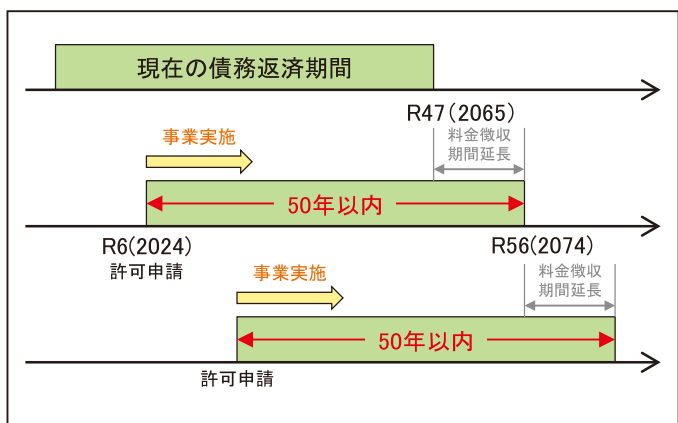 現在の債務返済期間
R47(2065)
事業実施
料金徴収
期間延長
50年以内
R6(2024)
許可申請
R56(2074)
事業実施
料金徴収
期間延長
50年以内
許可申請